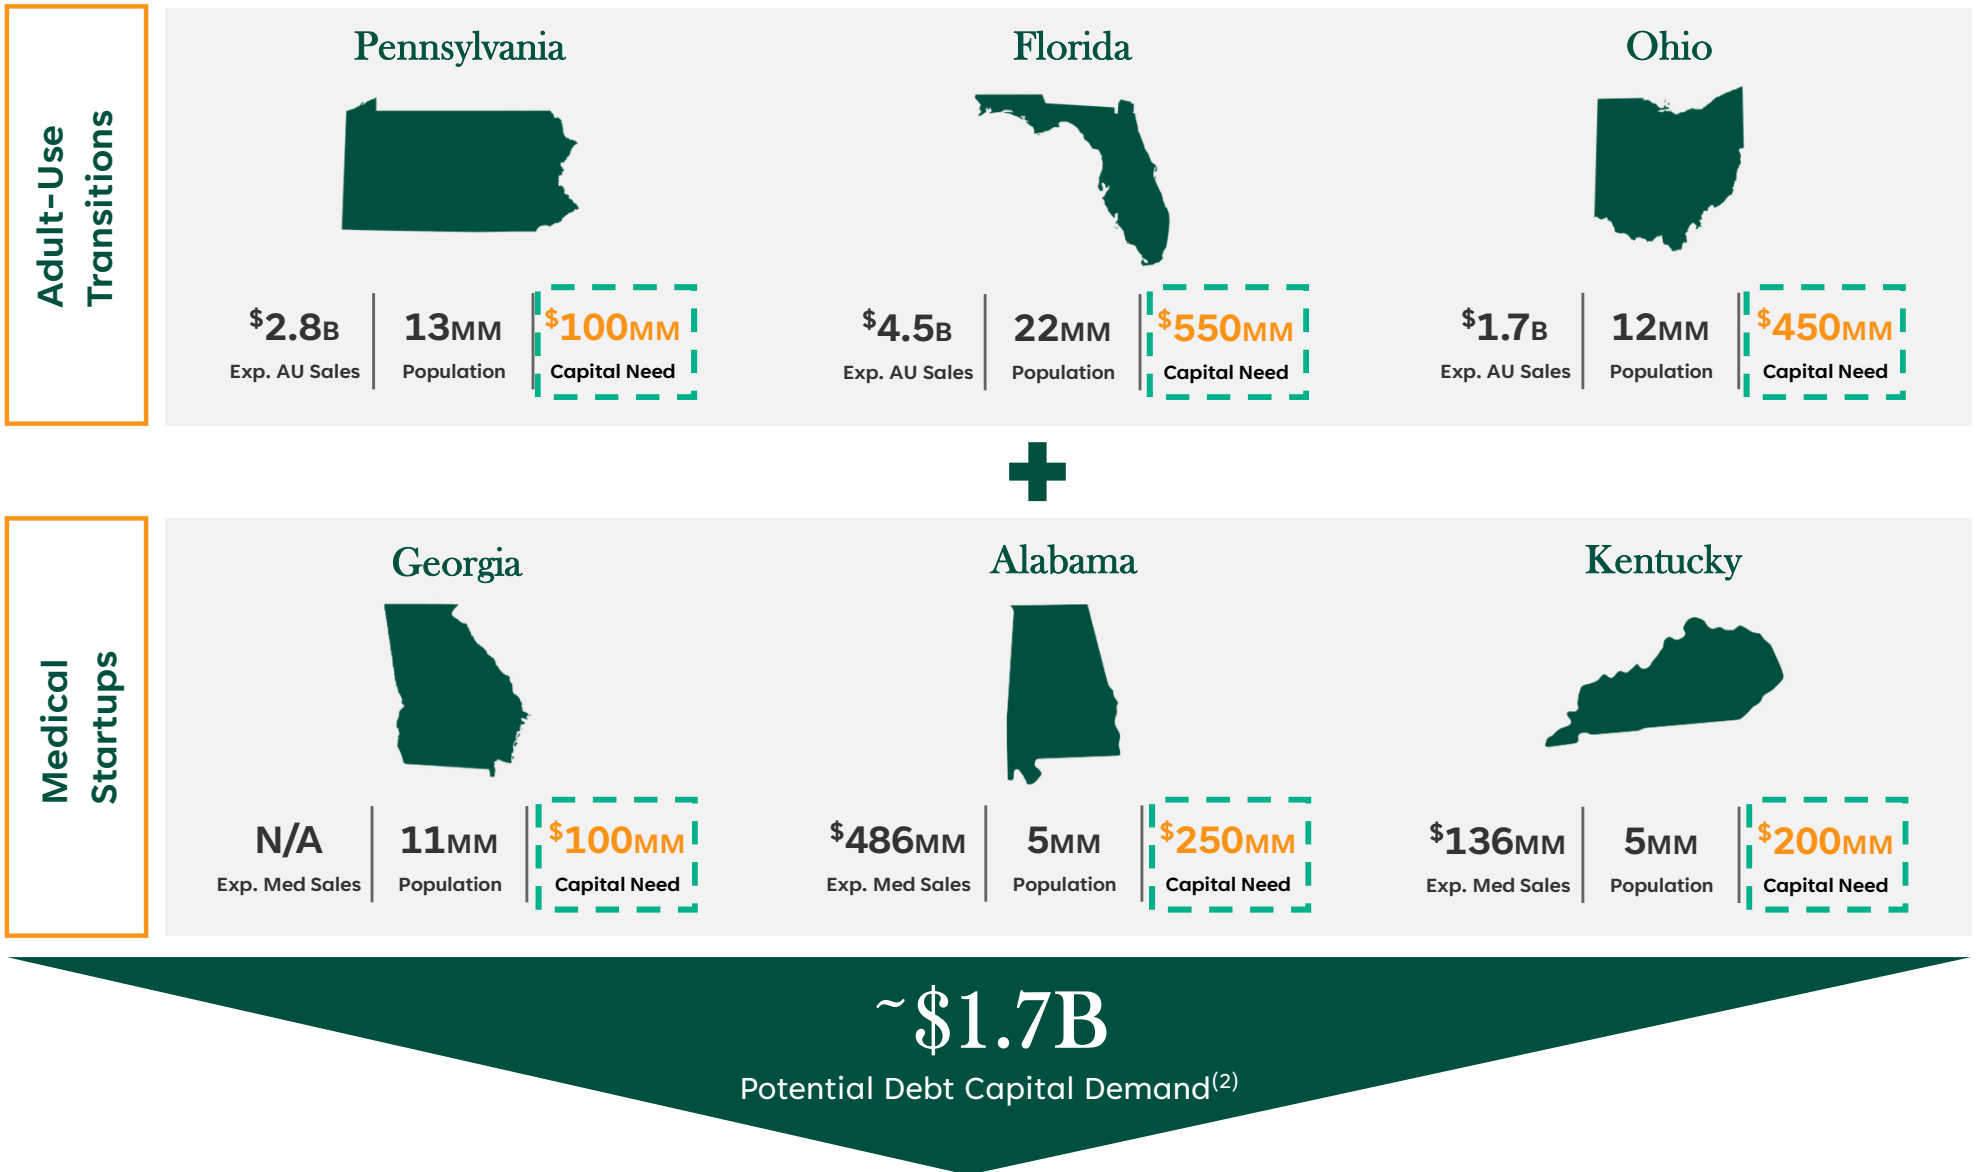 Adult-Use
Transitions
Pennsylvania
$2.8B
Exp. AU Sales
13MM
Population
$100MM
Capital Need
Florida
$4.5B
Exp. AU Sales
22MM
Population
$550MM
Capital Need
Ohio
$1.7B
Exp. AU Sales
12MM
Population
$450MM
Capital Need
Medical
Startups
Georgia
N/A
Exp. Med Sales
11MM
Population
$100MM
Capital Need
Alabama
$486MM
Exp. Med Sales
5MM
Population
$250MM
Capital Need
Kentucky
$136MM
Exp. Med Sales
5MM
Population
$200MM
Capital Need
~$1.7B
Potential Debt Capital Demand(2)